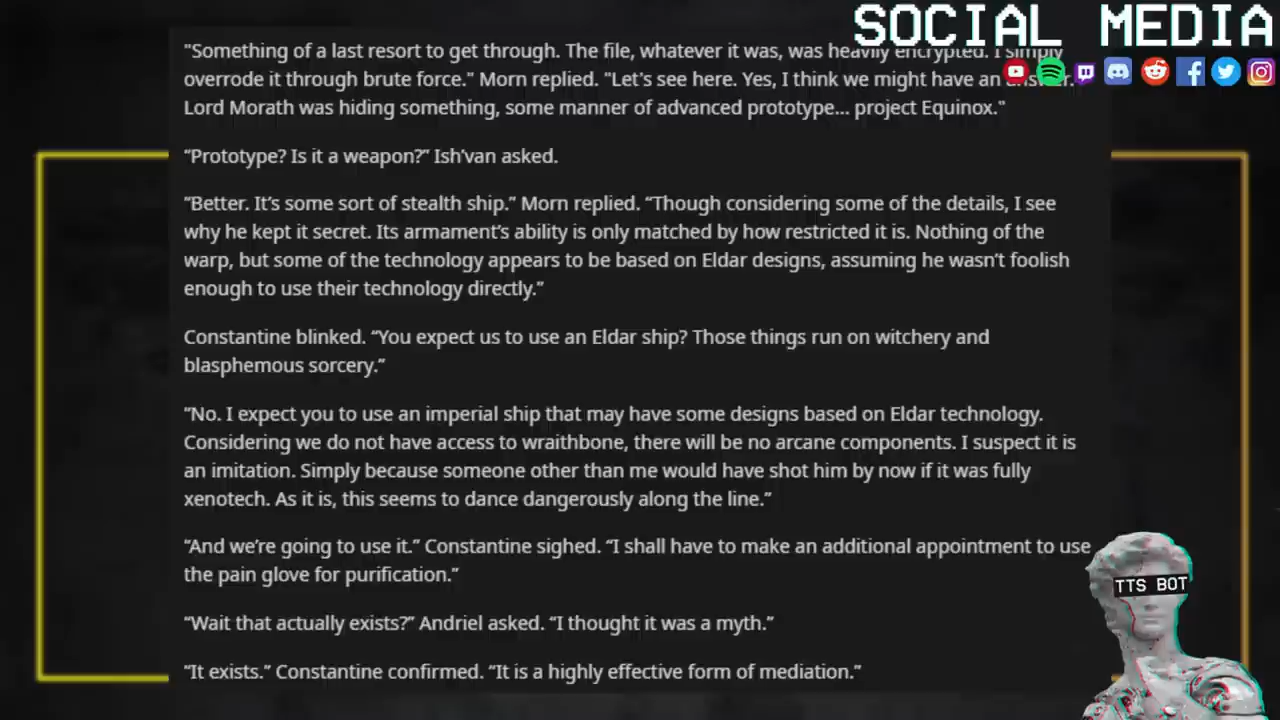 SOCIAL MEDIA
"Something of a last resort to get through. The file, whatever it was, was heavily encrypted. I simply
overrode it through brute force." Morn replied. "Let's see here. Yes, I think we might have an answer.
Lord Morath was hiding something, some manner of advanced prototype... project Equinox."
“Prototype? Is it a weapon?” Ish’van asked.
“Better. It’s some sort of stealth ship.” Morn replied. “Though considering some of the details, I see
why he kept it secret. Its armament’s ability is only matched by how restricted it is. Nothing of the
warp, but some of the technology appears to be based on Eldar designs, assuming he wasn’t foolish
enough to use their technology directly.”
Constantine blinked. “You expect us to use an Eldar ship? Those things run on witchery and
blasphemous sorcery.”
“No. I expect you to use an imperial ship that may have some designs based on Eldar technology.
Considering we do not have access to wraithbone, there will be no arcane components. I suspect it is
an imitation. Simply because someone other than me would have shot him by now if it was fully
xenotech. As it is, this seems to dance dangerously along the line.”
“And we’re going to use it.” Constantine sighed. “I shall have to make an additional appointment to use
the pain glove for purification.”
“Wait that actually exists?” Andriel asked. “I thought it was a myth.”
“It exists.” Constantine confirmed. “It is a highly effective form of mediation.”
TTS BOT